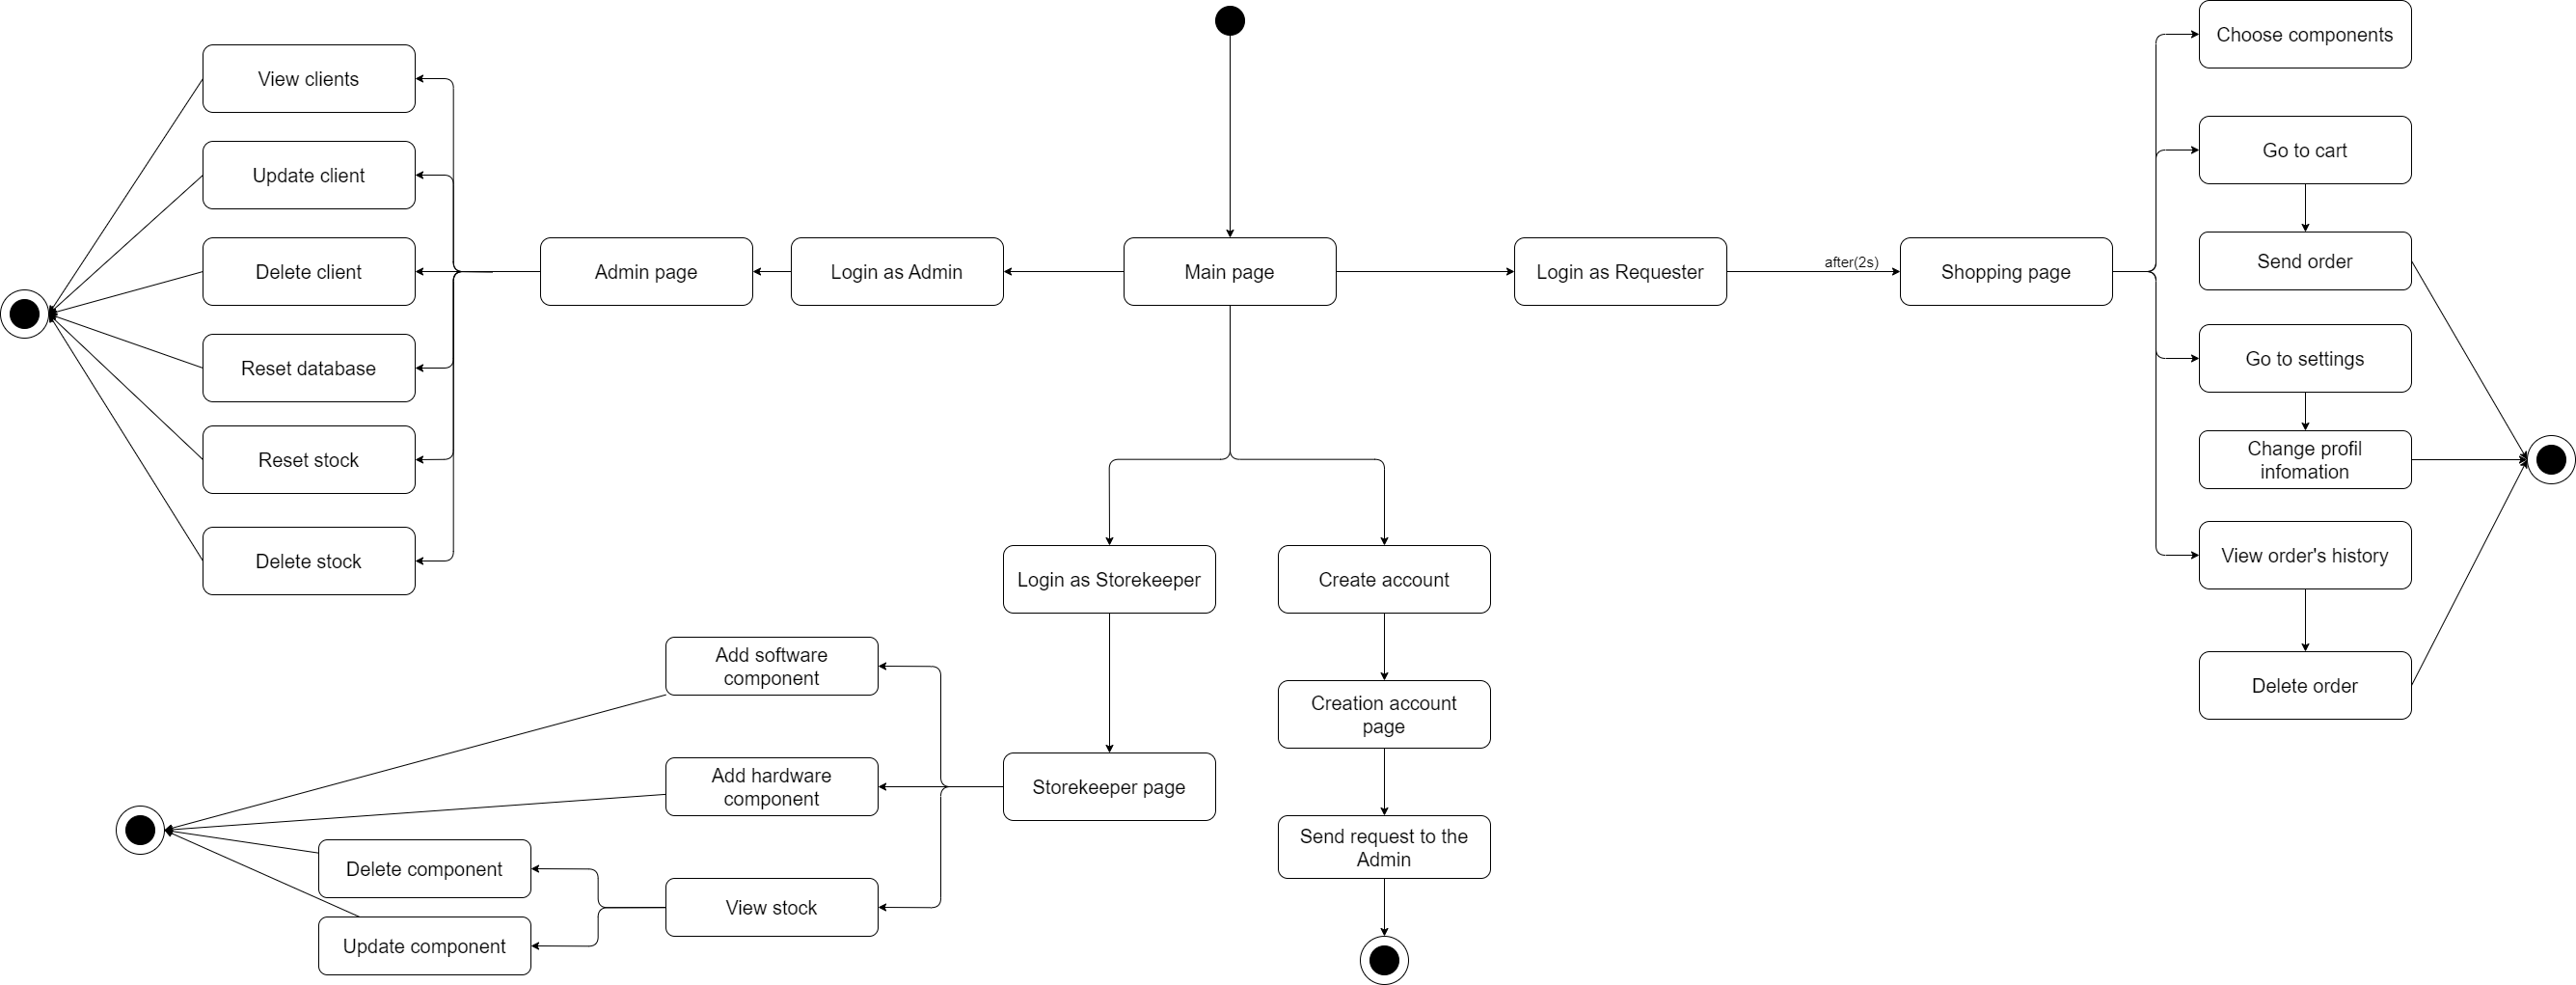 View clients
Update client
Delete client
Reset database
Reset stock
Delete stock
Admin page
Login as Admin
Main page
Login as Requester
after(2s)
Shopping page
Choose components
Go to cart
Send order
Go to settings
Change profil
infomation
View order's history
Delete order
Login as Storekeeper
Create account
Add software
component
Creation account
page
Add hardware
component
Storekeeper page
Send request to the
Admin
Delete component
View stock
Update component